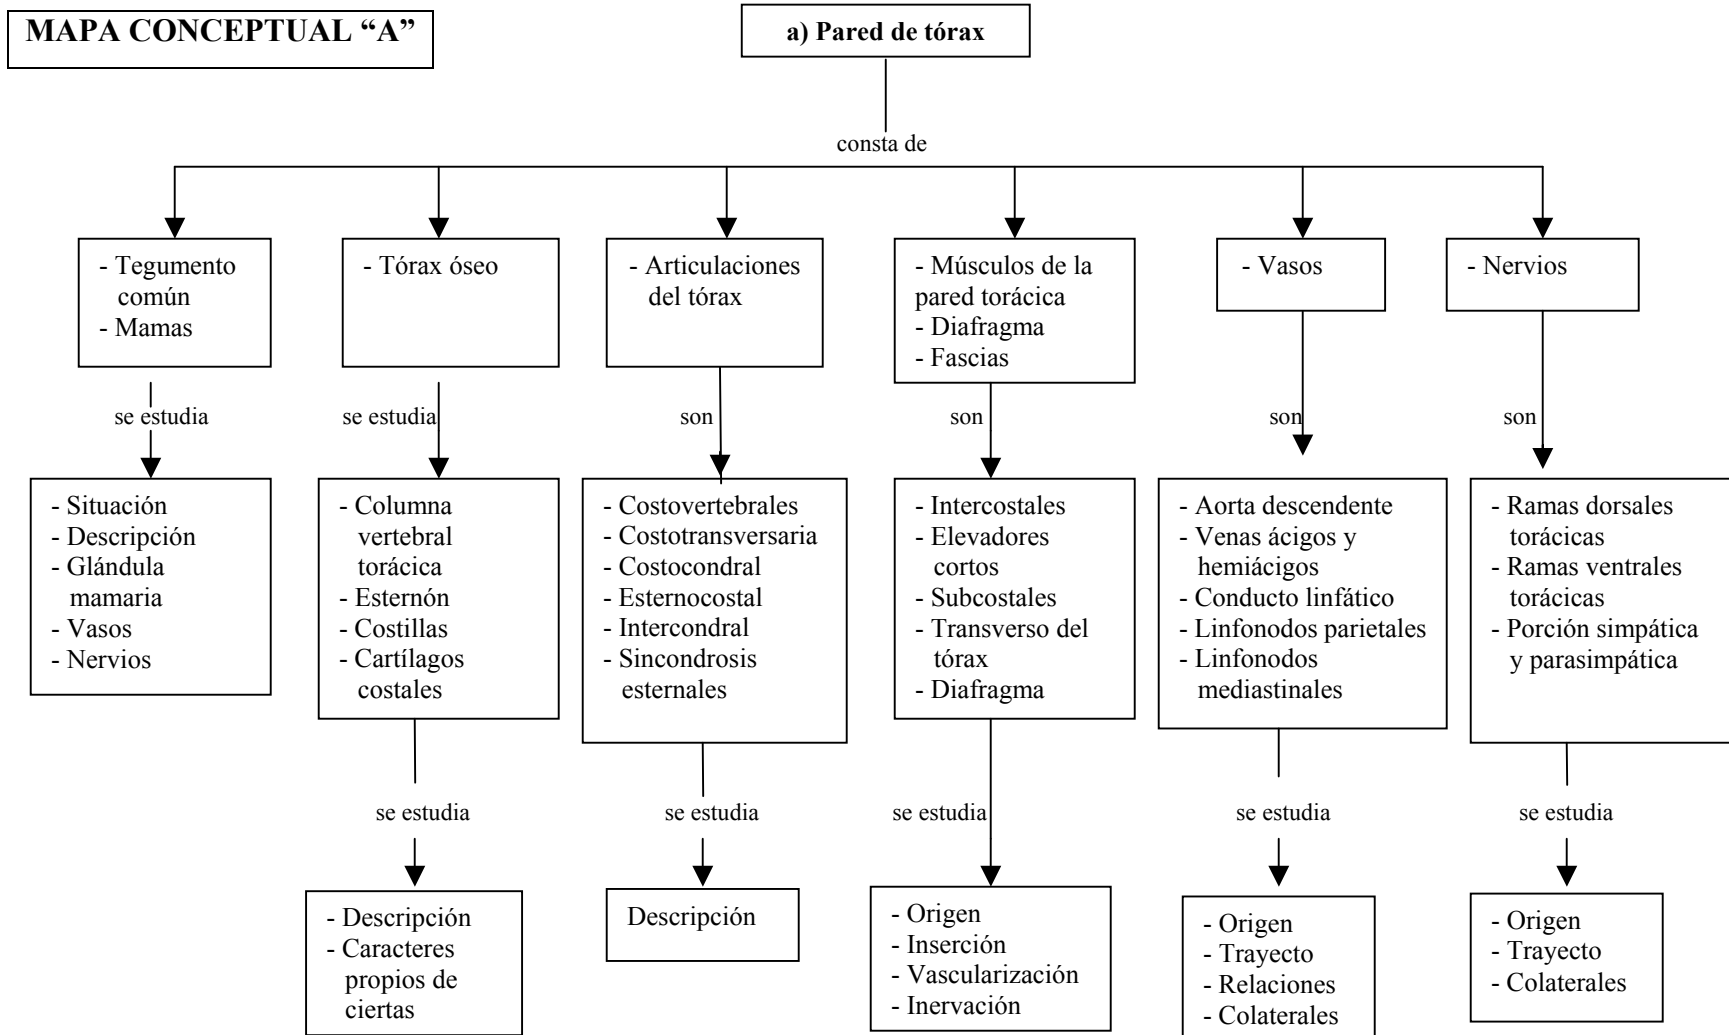 MAPA CONCEPTUAL “A”
a) Pared de tórax
consta de
- Tegumento
común
- Mamas
- Tórax óseo
- Articulaciones
del tórax
- Músculos de la
pared torácica
- Diafragma
- Fascias
- Vasos
- Nervios
se estudia
se estudia
son
son
son
son
- Situación
- Descripción
- Glándula
mamaria
- Vasos
- Nervios
- Columna
vertebral
torácica
- Esternón
- Costillas
- Cartílagos
costales
- Costovertebrales
- Costotransversaria
- Costocondral
- Esternocostal
- Intercondral
- Sincondrosis
esternales
- Intercostales
- Elevadores
cortos
- Subcostales
- Transverso del
tórax
- Diafragma
- Aorta descendente
- Venas ácigos y
hemiácigos
- Conducto linfático
- Linfonodos parietales
- Linfonodos
mediastinales
- Ramas dorsales
torácicas
- Ramas ventrales
torácicas
- Porción simpática
y parasimpática
se estudia
se estudia
se estudia
se estudia
se estudia
- Descripción
- Caracteres
propios de
ciertas
Descripción
- Origen
- Inserción
- Vascularización
- Inervación
- Origen
- Trayecto
- Relaciones
- Colaterales
- Origen
- Trayecto
- Colaterales